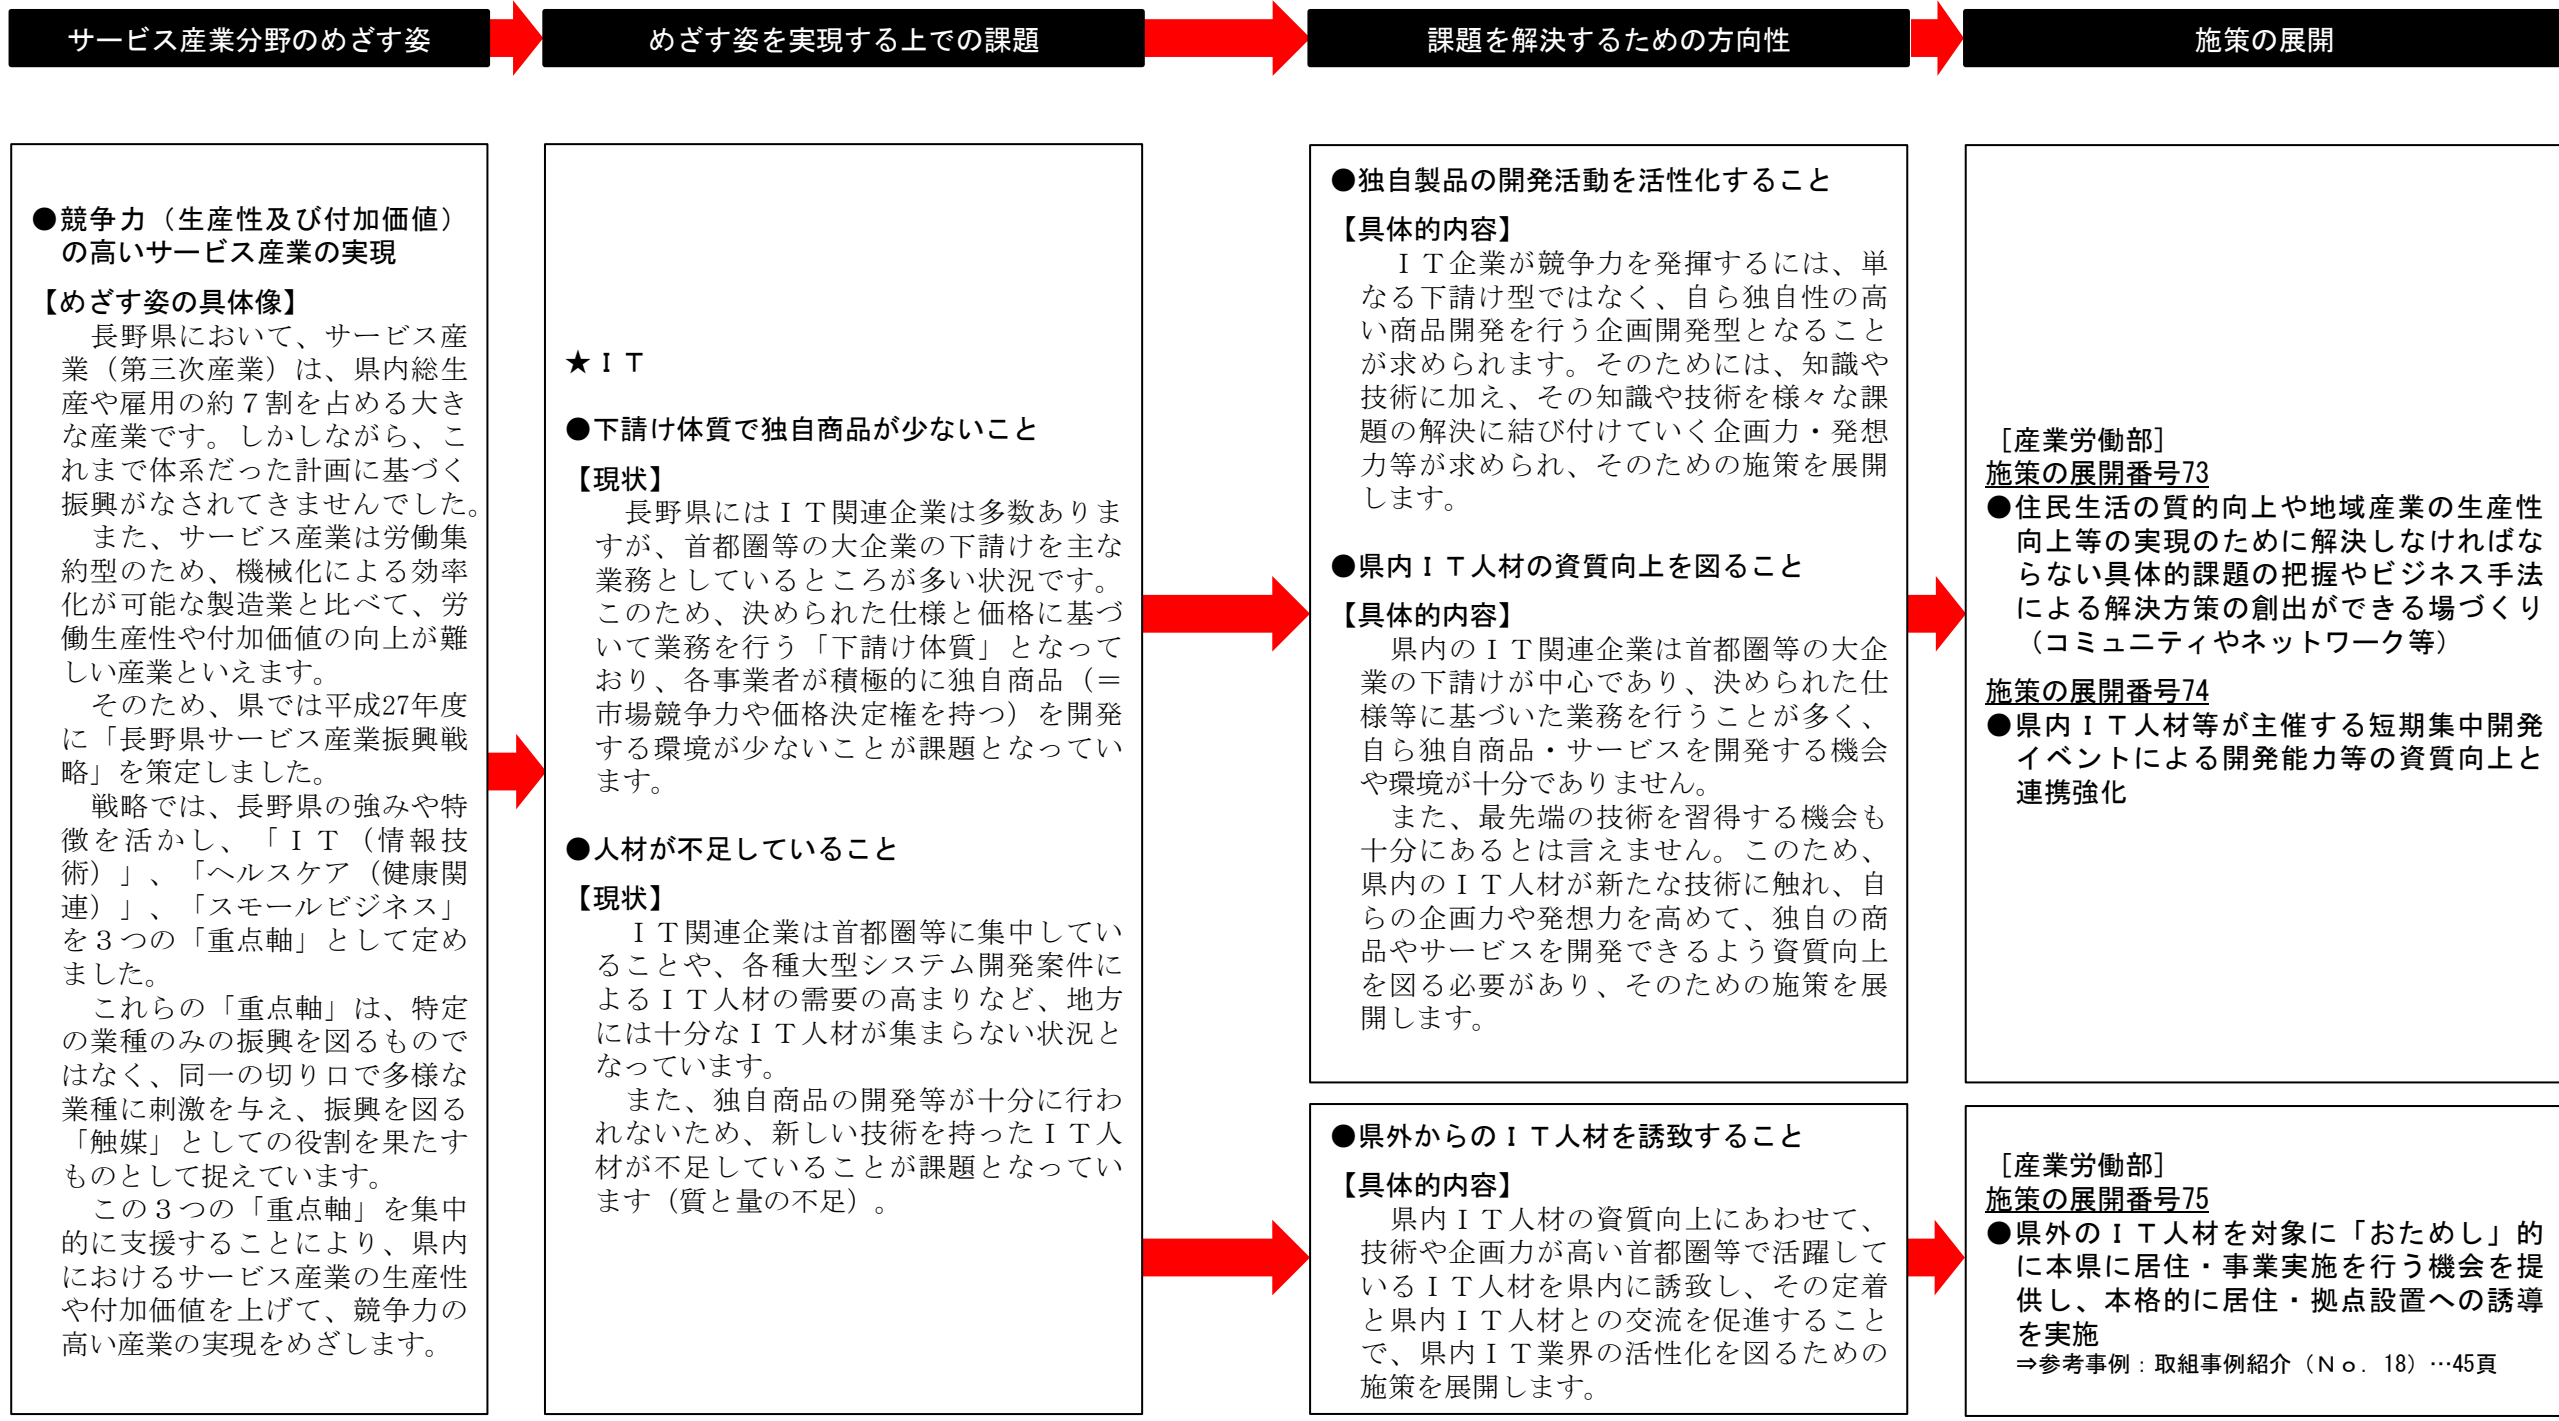 サービス産業分野のめざす姿
めざす姿を実現する上での課題
課題を解決するための方向性
施策の展開
●競争力（生産性及び付加価値）
の高いサービス産業の実現
【めざす姿の具体像】
長野県において、サービス産
業（第三次産業）は、県内総生
産や雇用の約７割を占める大き
な産業です。しかしながら、こ
れまで体系だった計画に基づく
振興がなされてきませんでした。
また、サービス産業は労働集
約型のため、機械化による効率
化が可能な製造業と比べて、労
働生産性や付加価値の向上が難
しい産業といえます。
そのため、県では平成27年度
に「長野県サービス産業振興戦
略」を策定しました。
戦略では、長野県の強みや特
徴を活かし、「ＩＴ（情報技
術）」、「ヘルスケア（健康関
連）」、「スモールビジネス」
を３つの「重点軸」として定め
ました。
これらの「重点軸」は、特定
の業種のみの振興を図るもので
はなく、同一の切り口で多様な
業種に刺激を与え、振興を図る
「触媒」としての役割を果たす
ものとして捉えています。
この３つの「重点軸」を集中
的に支援することにより、県内
におけるサービス産業の生産性
や付加価値を上げて、競争力の
高い産業の実現をめざします。
★ＩＴ
●下請け体質で独自商品が少ないこと
【現状】
長野県にはＩＴ関連企業は多数ありま
すが、首都圏等の大企業の下請けを主な
業務としているところが多い状況です。
このため、決められた仕様と価格に基づ
いて業務を行う「下請け体質」となって
おり、各事業者が積極的に独自商品（＝
市場競争力や価格決定権を持つ）を開発
する環境が少ないことが課題となってい
ます。
●人材が不足していること
【現状】
ＩＴ関連企業は首都圏等に集中してい
ることや、各種大型システム開発案件に
よるＩＴ人材の需要の高まりなど、地方
には十分なＩＴ人材が集まらない状況と
なっています。
また、独自商品の開発等が十分に行わ
れないため、新しい技術を持ったＩＴ人
材が不足していることが課題となってい
ます（質と量の不足）。
●独自製品の開発活動を活性化すること
【具体的内容】
ＩＴ企業が競争力を発揮するには、単
なる下請け型ではなく、自ら独自性の高
い商品開発を行う企画開発型となること
が求められます。そのためには、知識や
技術に加え、その知識や技術を様々な課
題の解決に結び付けていく企画力・発想
力等が求められ、そのための施策を展開
します。
●県内ＩＴ人材の資質向上を図ること
【具体的内容】
県内のＩＴ関連企業は首都圏等の大企
業の下請けが中心であり、決められた仕
様等に基づいた業務を行うことが多く、
自ら独自商品・サービスを開発する機会
や環境が十分でありません。
また、最先端の技術を習得する機会も
十分にあるとは言えません。このため、
県内のＩＴ人材が新たな技術に触れ、自
らの企画力や発想力を高めて、独自の商
品やサービスを開発できるよう資質向上
を図る必要があり、そのための施策を展
開します。
●県外からのＩＴ人材を誘致すること
【具体的内容】
県内ＩＴ人材の資質向上にあわせて、
技術や企画力が高い首都圏等で活躍して
いるＩＴ人材を県内に誘致し、その定着
と県内ＩＴ人材との交流を促進すること
で、県内ＩＴ業界の活性化を図るための
施策を展開します。
［産業労働部］
施策の展開番号73
●住民生活の質的向上や地域産業の生産性
向上等の実現のために解決しなければな
らない具体的課題の把握やビジネス手法
による解決方策の創出ができる場づくり
（コミュニティやネットワーク等）
施策の展開番号74
●県内ＩＴ人材等が主催する短期集中開発
イベントによる開発能力等の資質向上と
連携強化
［産業労働部］
施策の展開番号75
●県外のＩＴ人材を対象に「おためし」的
に本県に居住・事業実施を行う機会を提
供し、本格的に居住・拠点設置への誘導
を実施
⇒参考事例：取組事例紹介（Ｎｏ．18）…45頁